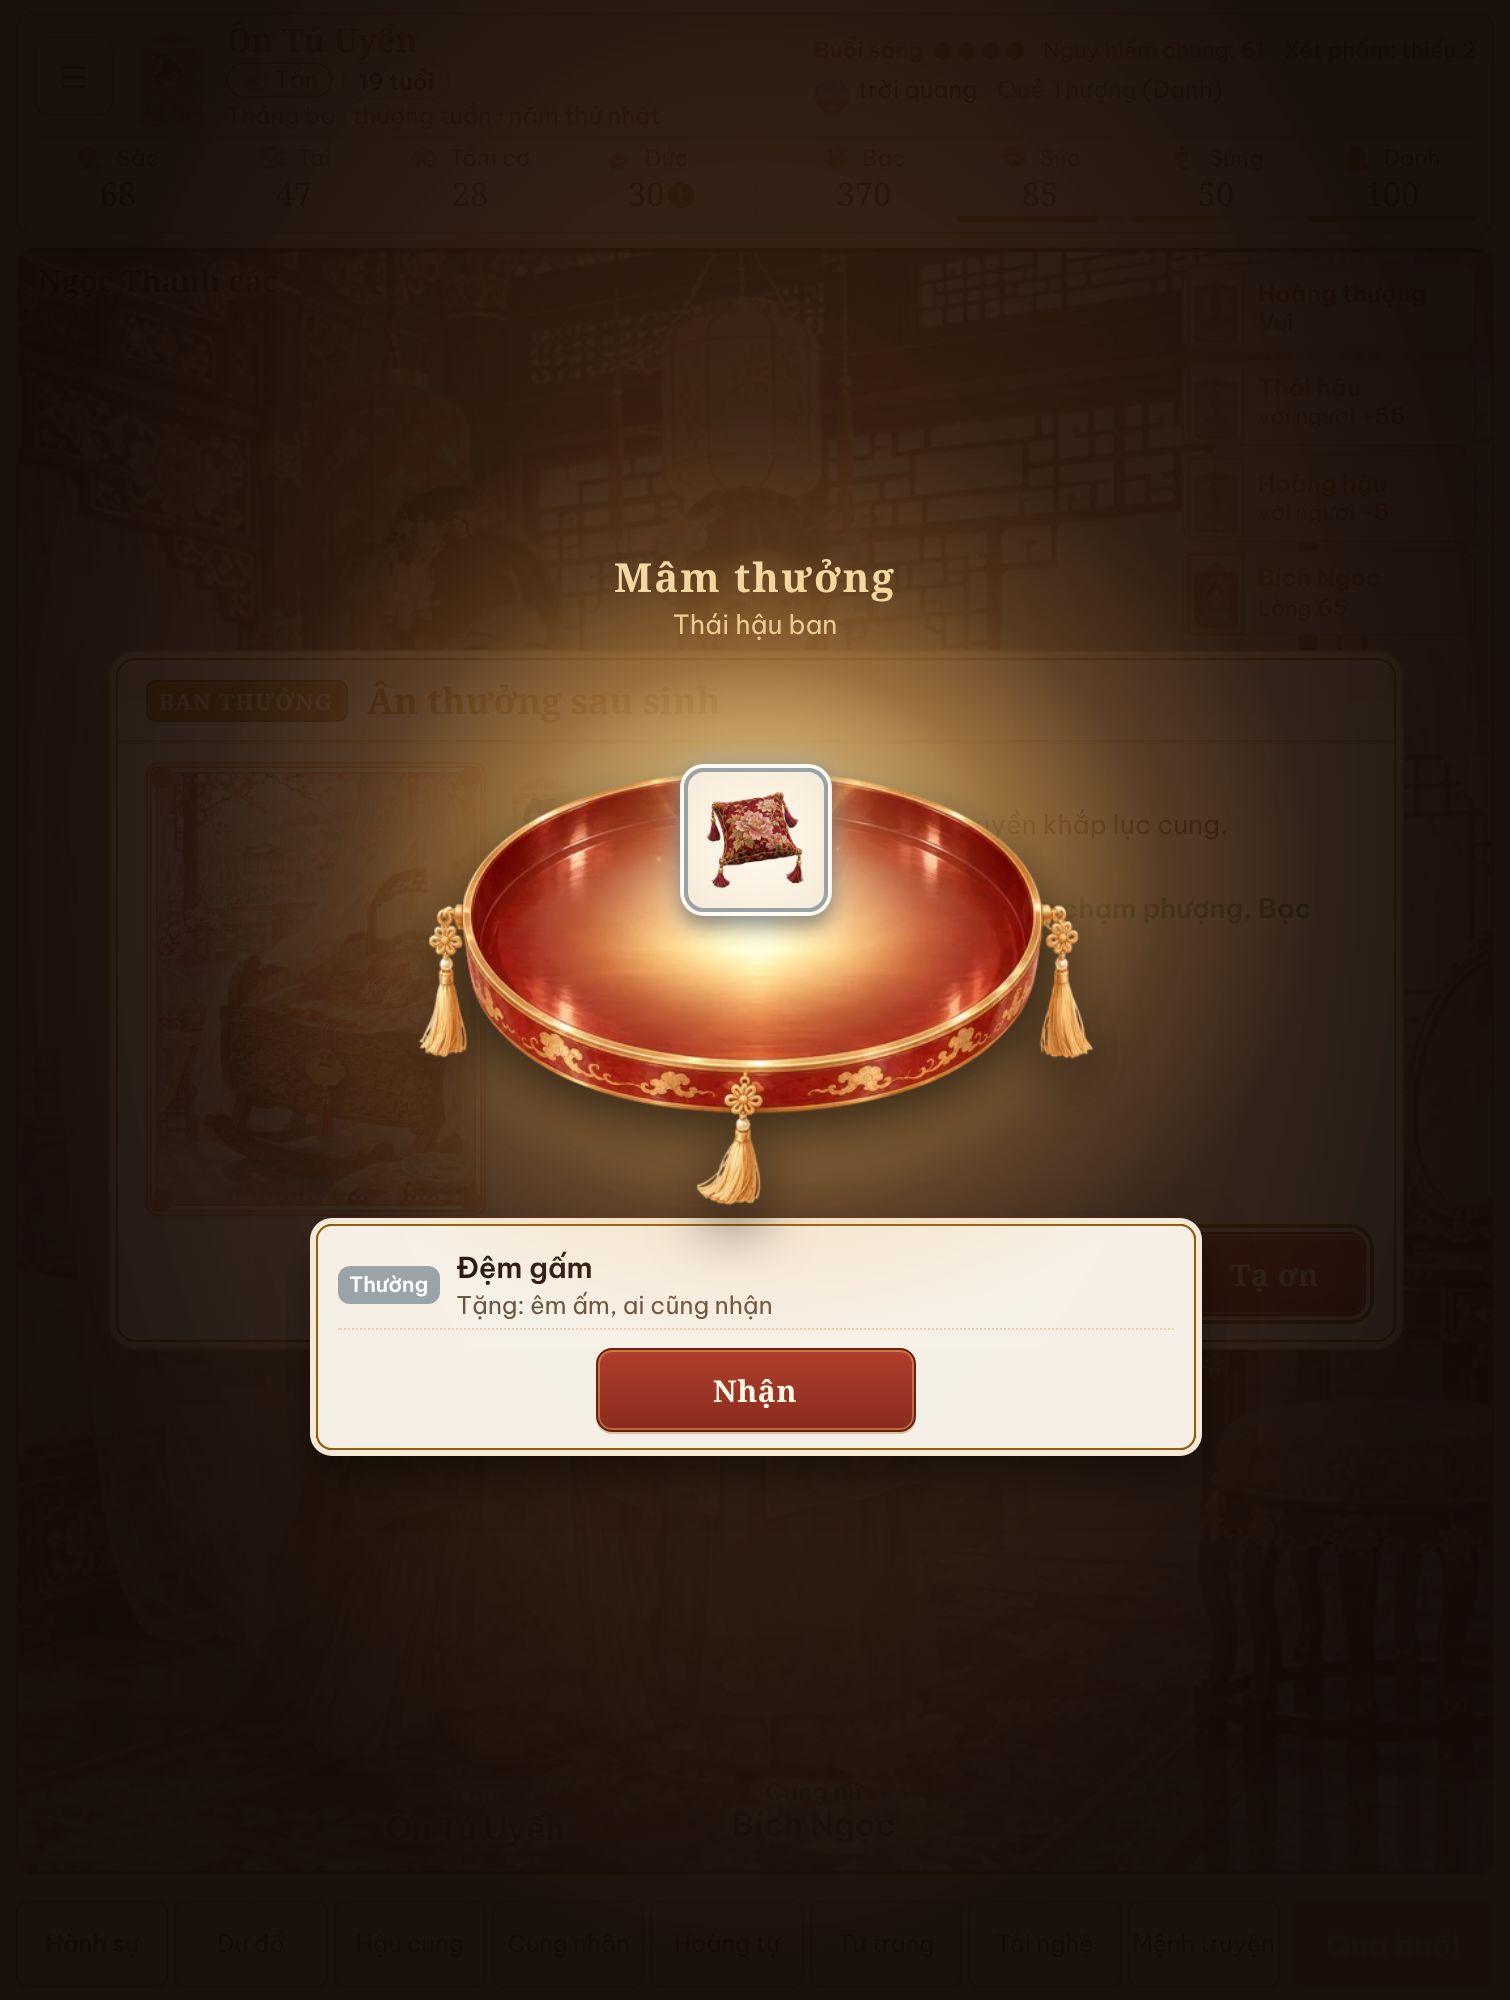 Ôn Tú Uyển
Tần
19 tuổi
Tháng ba · thượng tuần · năm thứ nhất
Buổi sáng
Nguy hiểm chung: 61
Xét phẩm: thiếu 2
trời quang
Quẻ Thượng (Danh)
Sắc
Tài
Tâm cơ
Đức
Bạc
Sức
Sủng
Danh
68
47
28
30
370
85
50
100
Ngọc Thanh các
Hoàng thượng
Vui
Thái hậu
với ngươi +55
Hoàng hậu
với ngươi -5
Bích Ngọc
Lòng 65
Mâm thưởng
Thái hậu ban
BAN THƯỞNG
Ân thưởng sau sinh
khắp lục cung.
chạm phượng, Bạc
Thường
Đệm gấm
Tặng: êm ấm, ai cũng nhận
Nhận
Tạ ơn
Ôn Tú Uyển
Cung nữ
Bích Ngọc
Hành sự
Dư đồ
Hậu cung
Cung nhân
Hoàng tự
Tư trang
Tài nghệ
Mệnh truyện
Qua buổi